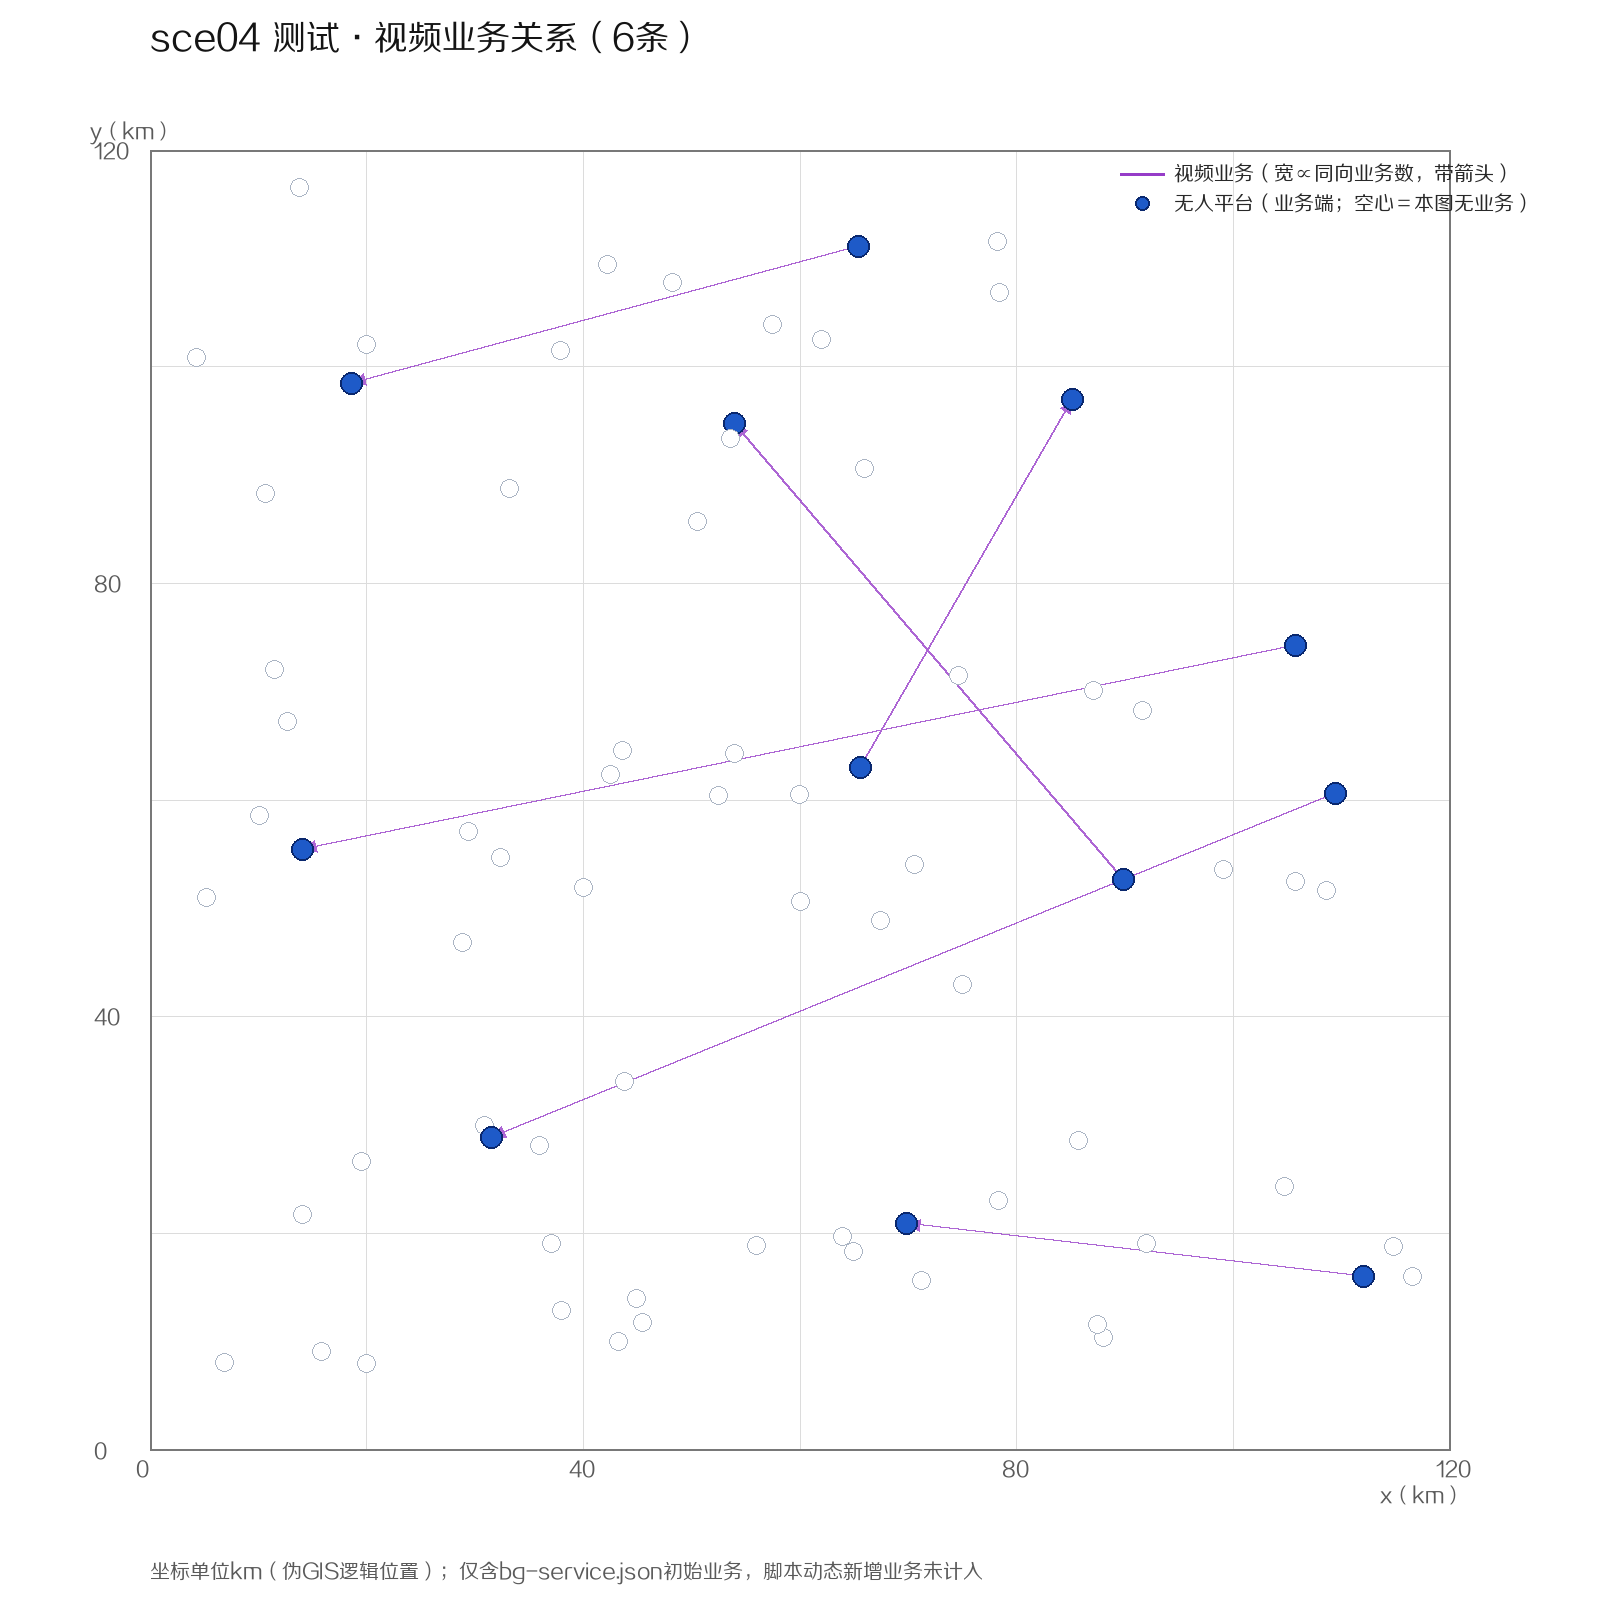 sce04 测试·视频业务关系（6条）
y（km）
120
视频业务（宽∝同向业务数，带箭头）
无人平台（业务端；空心=本图无业务）
80
40
0
0 40 80 120
x（km）
坐标单位km（伪GIS逻辑位置）；仅含bg-service.json初始业务，脚本动态新增业务未计入